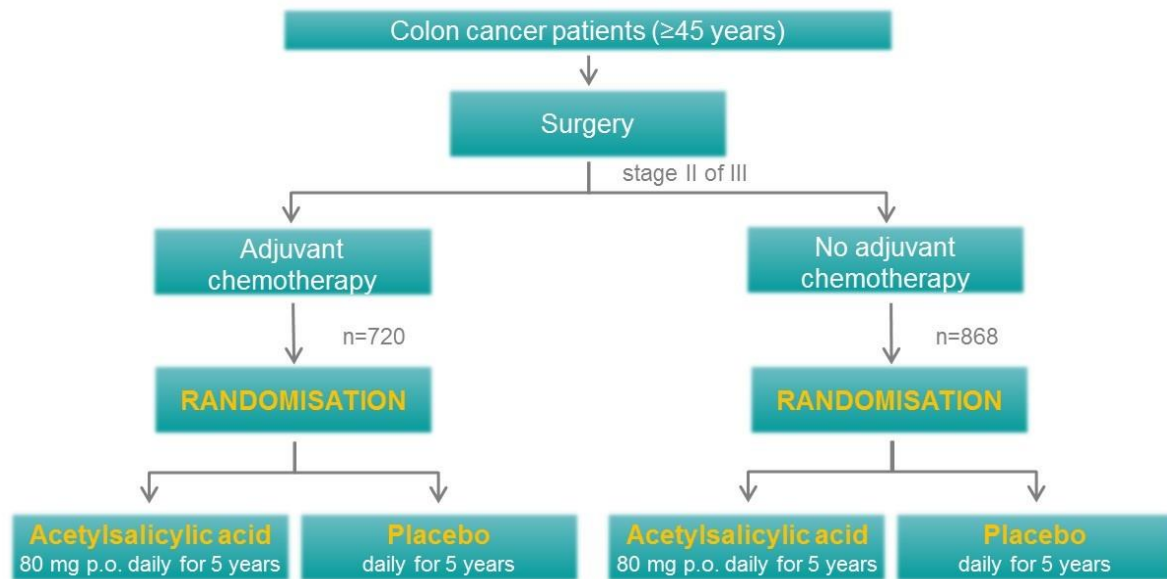 Colon cancer patients (≥45 years)
Surgery
stage II of III
Adjuvant
chemotherapy
No adjuvant
chemotherapy
n=720
n=868
RANDOMISATION
RANDOMISATION
Acetylsalicylic acid
80 mg p.o. daily for 5 years
Placebo
daily for 5 years
Acetylsalicylic acid
80 mg p.o. daily for 5 years
Placebo
daily for 5 years